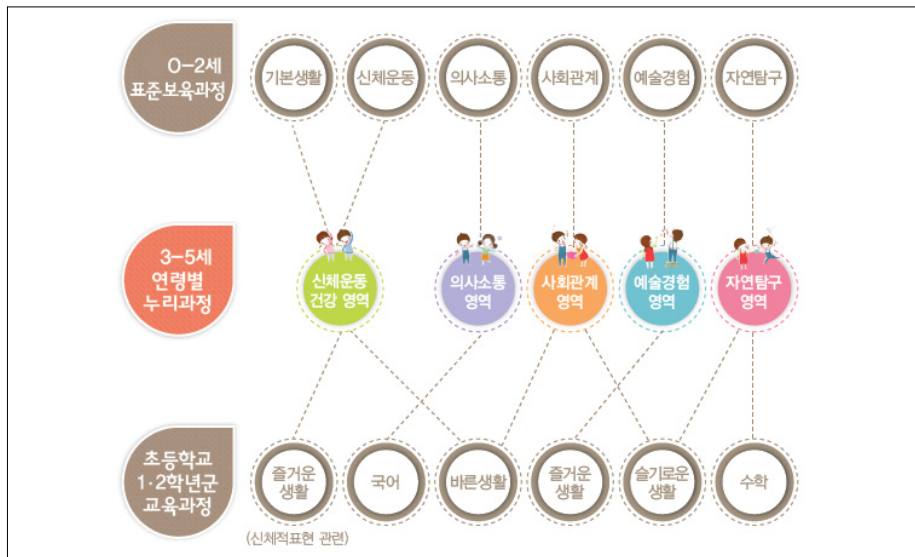 0-2세
표준보육과정
기본생활
신체운동
의사소통
사회관계
예술경험
자연탐구
3-5세
연령별
누리과정
신체운동
건강 영역
의사소통
영역
사회관계
영역
예술경험
영역
자연탐구
영역
초등학교
1·2학년군
교육과정
즐거운
생활
국어
바른생활
즐거운
생활
슬기로운
생활
수학
(신체적표현 관련)